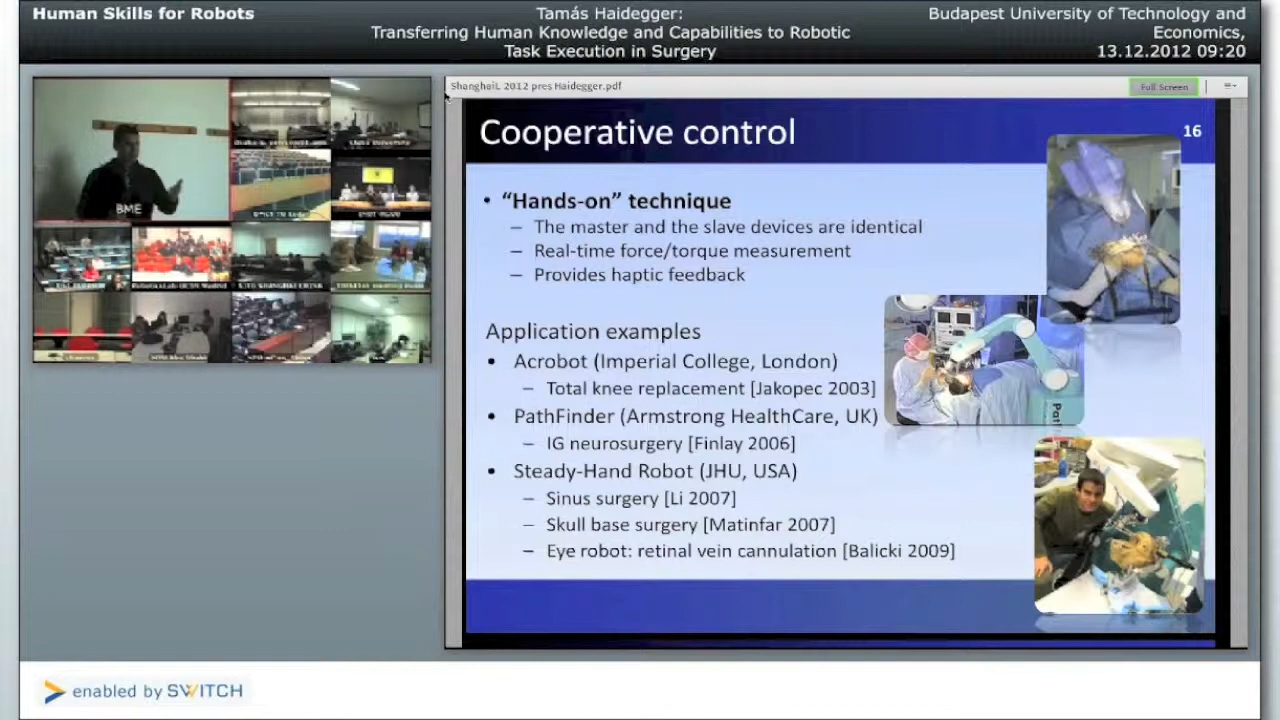 Human Skills for Robots
Tamás Haidegger:
Transferring Human Knowledge and Capabilities to Robotic
Task Execution in Surgery
Budapest University of Technology and
Economics,
13.12.2012 09:20
BME
ShanghaiL 2012 pres Haidegger.pdf
Full Screen
Cooperative control
16
• “Hands-on” technique
– The master and the slave devices are identical
– Real-time force/torque measurement
– Provides haptic feedback
Application examples
• Acrobot (Imperial College, London)
– Total knee replacement [Jakopec 2003]
• PathFinder (Armstrong HealthCare, UK)
– IG neurosurgery [Finlay 2006]
• Steady-Hand Robot (JHU, USA)
– Sinus surgery [Li 2007]
– Skull base surgery [Matinfar 2007]
– Eye robot: retinal vein cannulation [Balicki 2009]
enabled by SWITCH